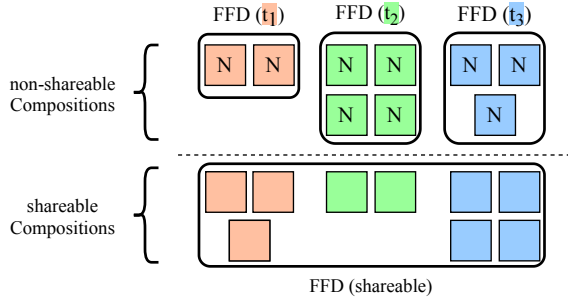 FFD (t1) FFD (t2) FFD (t3)
N N N N N N
non-shareable
Compositions
N N N
shareable
Compositions
FFD (shareable)